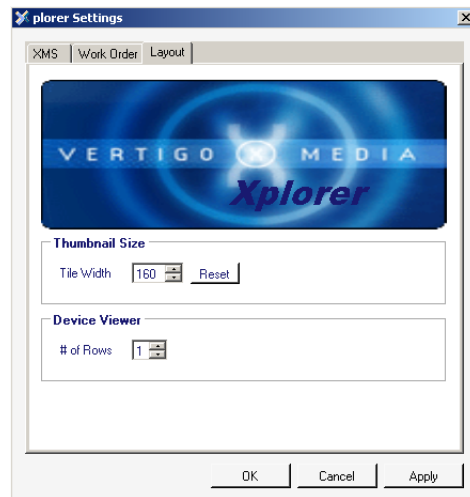 plorer Settings
XMS Work Order Layout
VERTIGO X MEDIA
Xplorer
Thumbnail Size
Tile Width 160 Reset
Device Viewer
# of Rows 1
OK Cancel Apply